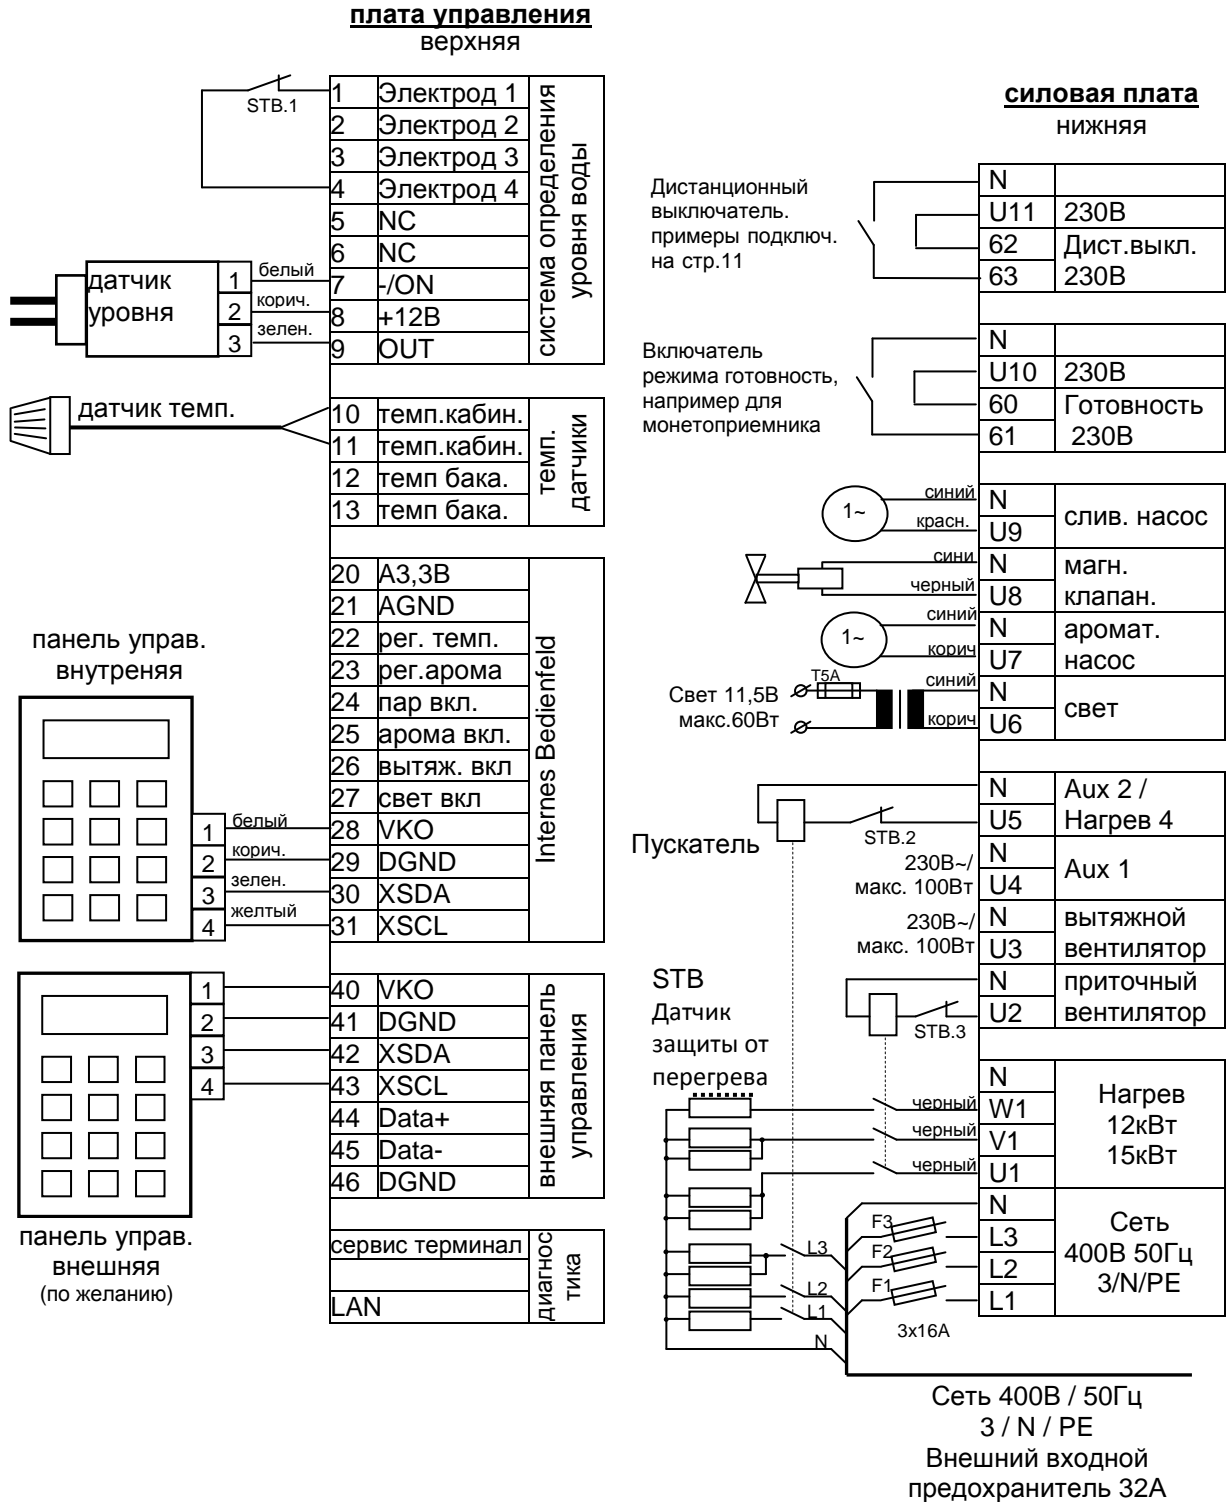 плата управления
верхняя
STB.1
1 Электрод 1
2 Электрод 2
3 Электрод 3
4 Электрод 4
5 NC
6 NC
7 -/ON
8 +12В
9 OUT
система определения
уровня воды
датчик
уровня
1 белый
2 корич.
3 зелен.
датчик темп.
10 темп.кабин.
11 темп.кабин.
12 темп бака.
13 темп бака.
темп.
датчики
20 А3,3В
21 AGND
22 рег. темп.
23 рег.арома
24 пар вкл.
25 арома вкл.
26 вытяж. вкл
27 свет вкл
28 VKO
29 DGND
30 XSDA
31 XSCL
Internes Bedienfeld
панель управ.
внутреняя
1 белый
2 корич.
3 зелен.
4 желтый
1
2
3
4
40 VKO
41 DGND
42 XSDA
43 XSCL
44 Data+
45 Data-
46 DGND
внешняя панель
управления
панель управ.
внешняя
(по желанию)
сервис терминал
LAN
диагнос
тика
силовая плата
нижняя
Дистанционный
выключатель.
примеры подключ.
на стр.11
N
U11 230В
62 Дист.выкл.
63 230В
Включатель
режима готовность,
например для
монетоприемника
N
U10 230В
60 Готовность
61 230В
1~
синий
красн.
N
U9
слив. насос
сини
черный
N
U8
магн.
клапан.
1~
синий
корич
N
U7
аромат.
насос
Свет 11,5В
макс.60Вт
T5A
синий
корич
N
U6
свет
Пускатель
STB.2
N
U5
Aux 2 /
Нагрев 4
230В~/
макс. 100Вт
N
U4
Aux 1
230В~/
макс. 100Вт
N
U3
вытяжной
вентилятор
N
U2
приточный
вентилятор
STB.3
STB
Датчик
защиты от
перегрева
черный
черный
черный
N
W1
V1
U1
Нагрев
12кВт
15кВт
N
L3
L2
L1
Сеть
400В 50Гц
3/N/PE
F3
F2
F1
3x16A
L3
L2
L1
N
Сеть 400В / 50Гц
3 / N / PE
Внешний входной
предохранитель 32А